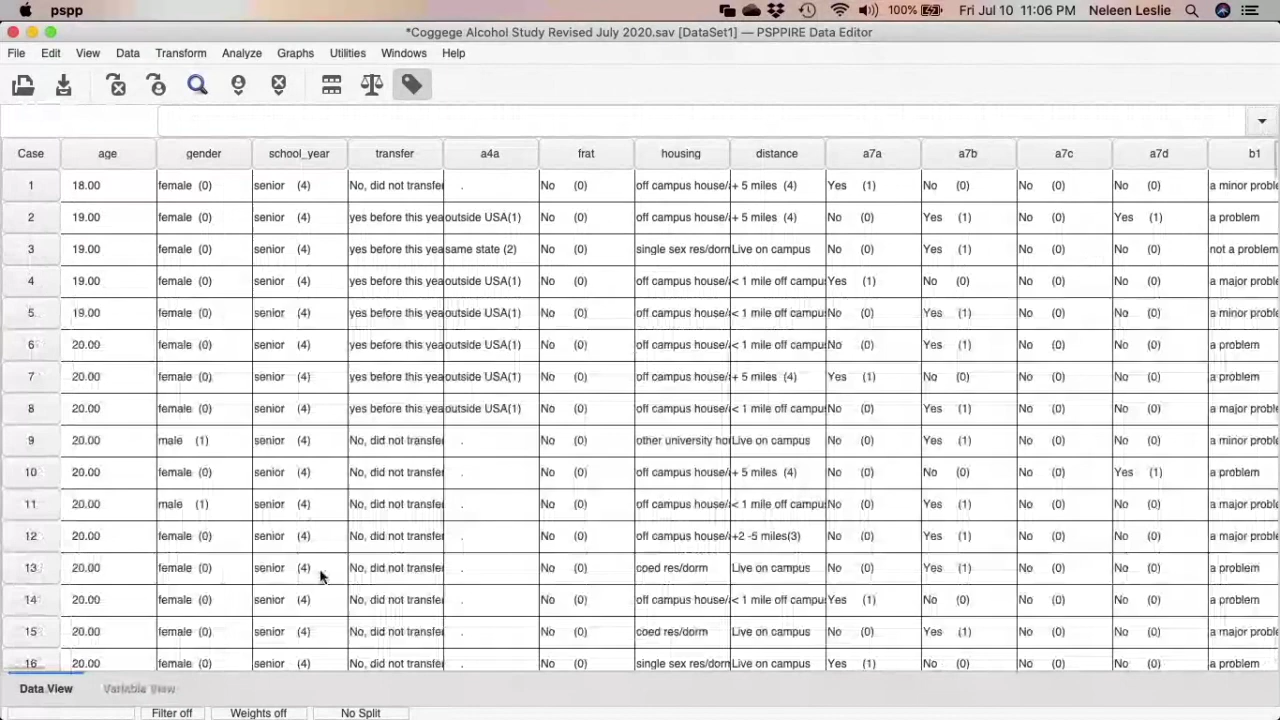 pspp 100% Fri Jul 10 11:06 PM Neleen Leslie
*Coggege Alcohol Study Revised July 2020.sav [DataSet1] — PSPPIRE Data Editor
File Edit View Data Transform Analyze Graphs Utilities Windows Help
Case age gender school_year transfer a4a frat housing distance a7a a7b a7c a7d b1
1 18.00 female (0) senior (4) No, did not transfe . No (0) off campus house/a + 5 miles (4) Yes (1) No (0) No (0) No (0) a minor proble
2 19.00 female (0) senior (4) yes before this yea outside USA(1) No (0) off campus house/a + 5 miles (4) No (0) Yes (1) No (0) Yes (1) a problem
3 19.00 female (0) senior (4) yes before this yea same state (2) No (0) single sex res/dorm Live on campus No (0) Yes (1) No (0) No (0) not a problem
4 19.00 female (0) senior (4) yes before this yea outside USA(1) No (0) off campus house/a < 1 mile off campus Yes (1) No (0) No (0) No (0) a major proble
5 19.00 female (0) senior (4) yes before this yea outside USA(1) No (0) off campus house/a < 1 mile off campus No (0) Yes (1) No (0) No (0) a major proble
6 20.00 female (0) senior (4) yes before this yea outside USA(1) No (0) off campus house/a < 1 mile off campus No (0) Yes (1) No (0) No (0) a problem
7 20.00 female (0) senior (4) yes before this yea outside USA(1) No (0) off campus house/a + 5 miles (4) Yes (1) No (0) No (0) No (0) a problem
8 20.00 female (0) senior (4) yes before this yea outside USA(1) No (0) off campus house/a < 1 mile off campus No (0) Yes (1) No (0) No (0) a major proble
9 20.00 male (1) senior (4) No, did not transfe . No (0) other university hou Live on campus No (0) Yes (1) No (0) No (0) a minor proble
10 20.00 female (0) senior (4) No, did not transfe . No (0) off campus house/a + 5 miles (4) No (0) No (0) No (0) Yes (1) a problem
11 20.00 male (1) senior (4) No, did not transfe . No (0) off campus house/a < 1 mile off campus No (0) Yes (1) No (0) No (0) a major proble
12 20.00 female (0) senior (4) No, did not transfe . No (0) off campus house/a +2 -5 miles(3) No (0) Yes (1) No (0) No (0) a major proble
13 20.00 female (0) senior (4) No, did not transfe . No (0) coed res/dorm Live on campus No (0) Yes (1) No (0) No (0) a problem
14 20.00 female (0) senior (4) No, did not transfe . No (0) off campus house/a < 1 mile off campus Yes (1) No (0) No (0) No (0) a problem
15 20.00 female (0) senior (4) No, did not transfe . No (0) coed res/dorm Live on campus No (0) Yes (1) No (0) No (0) a major proble
16 20.00 female (0) senior (4) No, did not transfe . No (0) single sex res/dorm Live on campus Yes (1) No (0) No (0) No (0) a problem
Data View Variable View
Filter off Weights off No Split